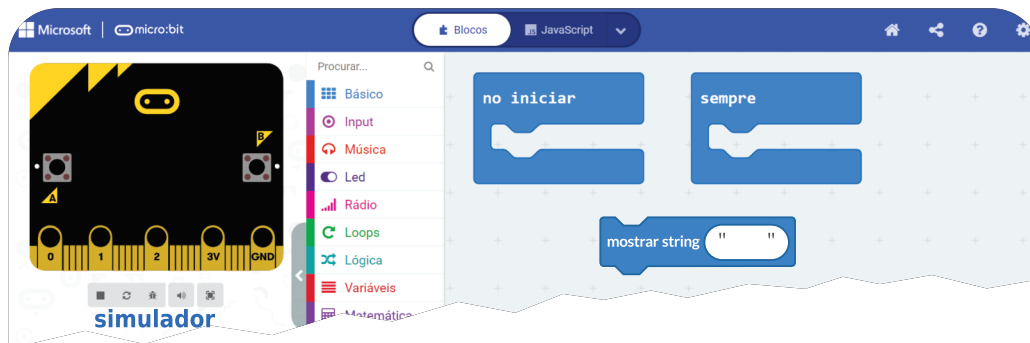 Microsoft micro:bit Blocos JavaScript
Procurar...
Básico
Input
Música
Led
Rádio
Loops
Lógica
Variáveis
Matemática
B
A
0 1 2 3V GND
simulador
no iniciar
sempre
mostrar string " "